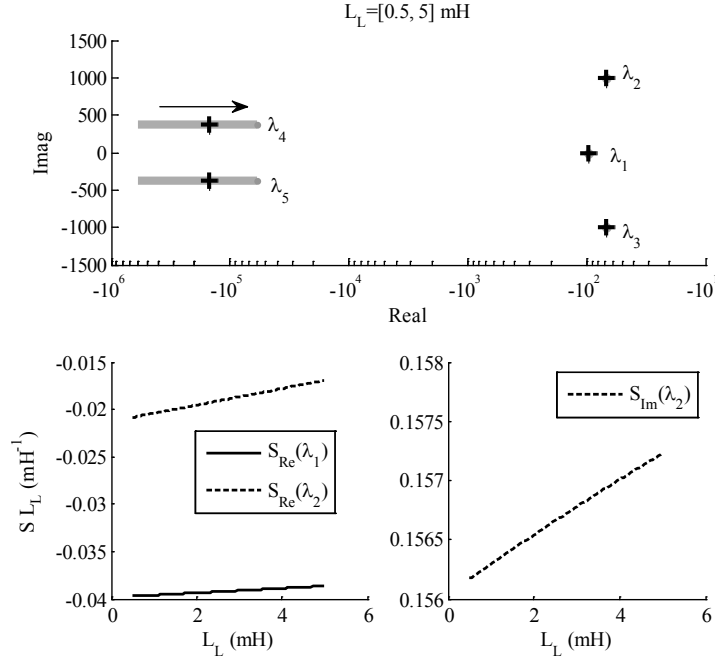 L_L=[0.5, 5] mH
1500
1000
500
0
-500
-1000
-1500
Imag
λ_4
λ_5
λ_2
λ_1
λ_3
-10^6 -10^5 -10^4 -10^3 -10^2 -10^1
Real
-0.015
-0.02
-0.025
-0.03
-0.035
-0.04
S L_L (mH^-1)
S_Re(λ_1)
S_Re(λ_2)
0 2 4 6
L_L (mH)
0.158
0.1575
0.157
0.1565
0.156
S_Im(λ_2)
0 2 4 6
L_L (mH)